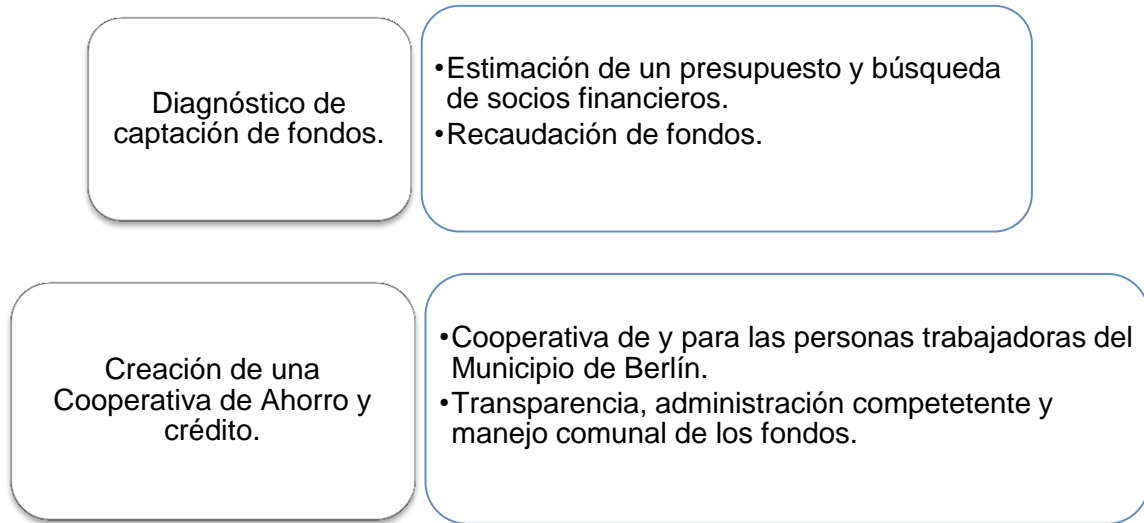 Diagnóstico de
captación de fondos.
•Estimación de un presupuesto y búsqueda
de socios financieros.
•Recaudación de fondos.
Creación de una
Cooperativa de Ahorro y
crédito.
•Cooperativa de y para las personas trabajadoras del
Municipio de Berlín.
•Transparencia, administración competetente y
manejo comunal de los fondos.